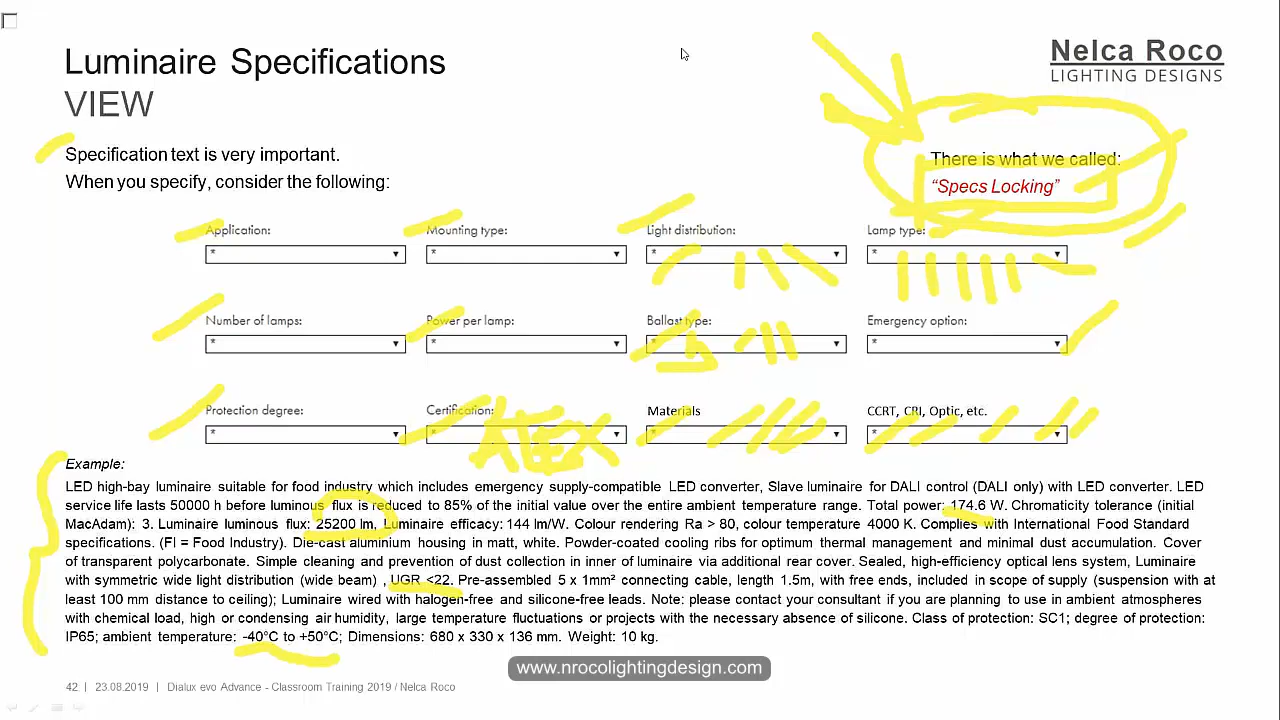 Luminaire Specifications
VIEW
Nelca Roco
LIGHTING DESIGNS
Specification text is very important.
When you specify, consider the following:
There is what we called:
“Specs Locking”
Application: Mounting type: Light distribution: Lamp type:
* * * *
Number of lamps: Power per lamp: Ballast type: Emergency option:
* * * *
Protection degree: Certification: Materials CCRT, CRI, Optic, etc.
* * * *
ATEX
Example:
LED high-bay luminaire suitable for food industry which includes emergency supply-compatible LED converter, Slave luminaire for DALI control (DALI only) with LED converter. LED
service life lasts 50000 h before luminous flux is reduced to 85% of the initial value over the entire ambient temperature range. Total power: 174.6 W. Chromaticity tolerance (initial
MacAdam): 3. Luminaire luminous flux: 25200 lm, Luminaire efficacy: 144 lm/W. Colour rendering Ra > 80, colour temperature 4000 K. Complies with International Food Standard
specifications. (FI = Food Industry). Die-cast aluminium housing in matt, white. Powder-coated cooling ribs for optimum thermal management and minimal dust accumulation. Cover
of transparent polycarbonate. Simple cleaning and prevention of dust collection in inner of luminaire via additional rear cover. Sealed, high-efficiency optical lens system, Luminaire
with symmetric wide light distribution (wide beam) , UGR <22. Pre-assembled 5 x 1mm² connecting cable, length 1.5m, with free ends, included in scope of supply (suspension with at
least 100 mm distance to ceiling); Luminaire wired with halogen-free and silicone-free leads. Note: please contact your consultant if you are planning to use in ambient atmospheres
with chemical load, high or condensing air humidity, large temperature fluctuations or projects with the necessary absence of silicone. Class of protection: SC1; degree of protection:
IP65; ambient temperature: -40°C to +50°C; Dimensions: 680 x 330 x 136 mm. Weight: 10 kg.
www.nrocolightingdesign.com
42 | 23.08.2019 | Dialux evo Advance - Classroom Training 2019 / Nelca Roco